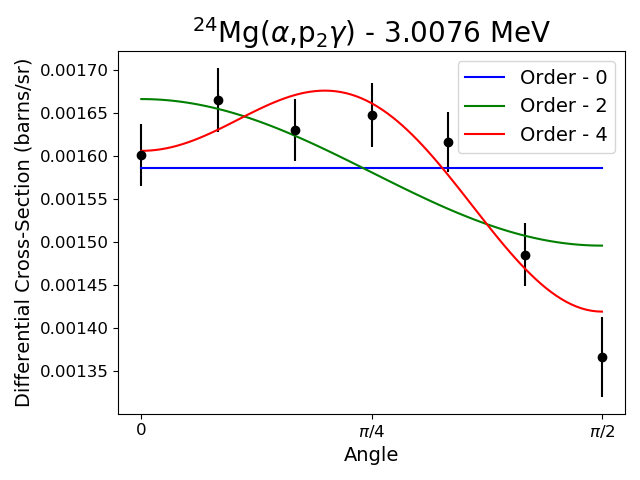 ²⁴Mg(α,p₂γ) - 3.0076 MeV
Differential Cross-Section (barns/sr)
0.00170
0.00165
0.00160
0.00155
0.00150
0.00145
0.00140
0.00135
Order - 0
Order - 2
Order - 4
0
π/4
π/2
Angle